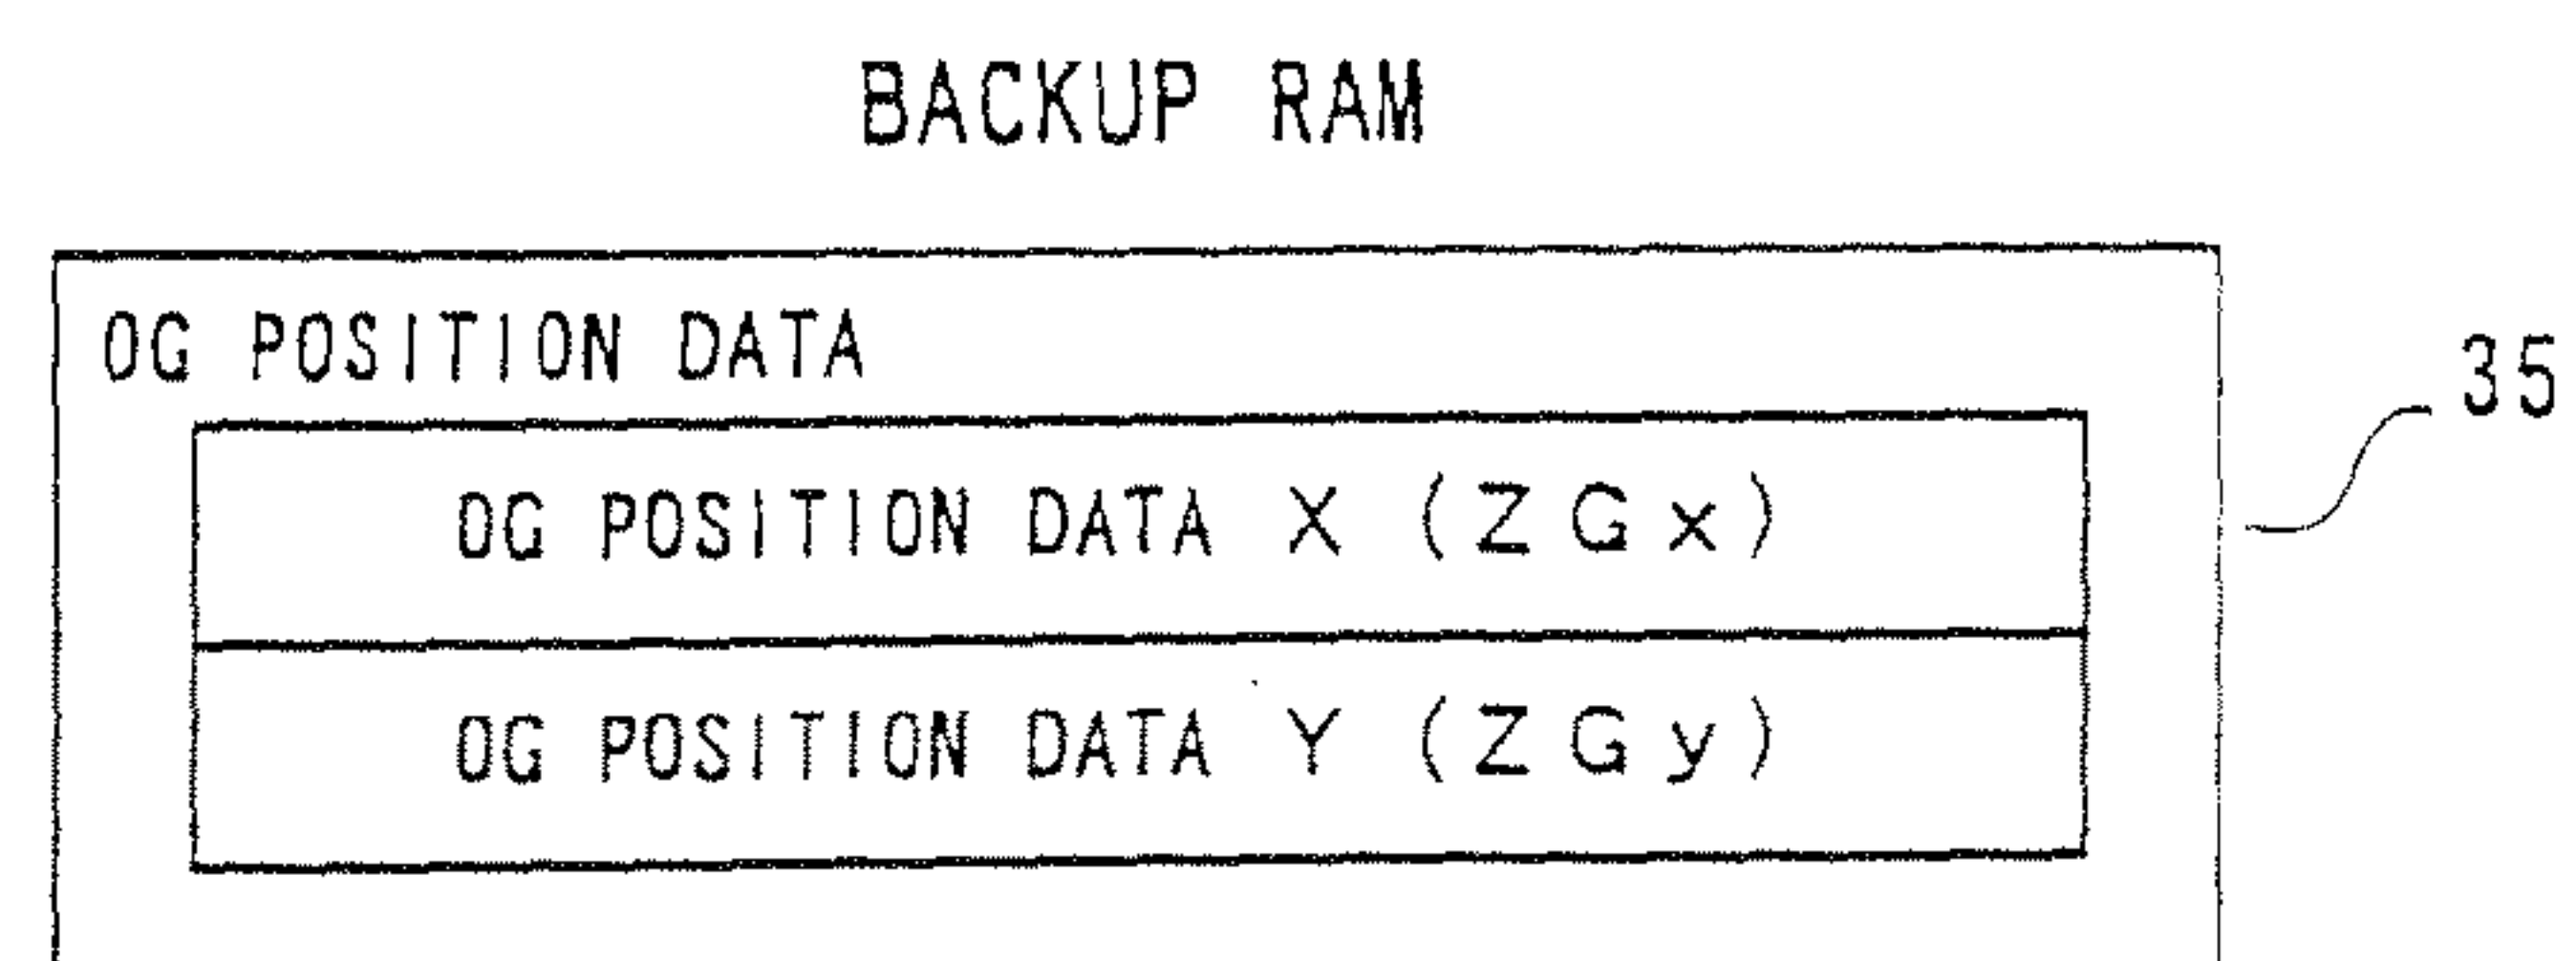 BACKUP RAM
0G POSITION DATA
35
0G POSITION DATA X (ZGx)
0G POSITION DATA Y (ZGy)